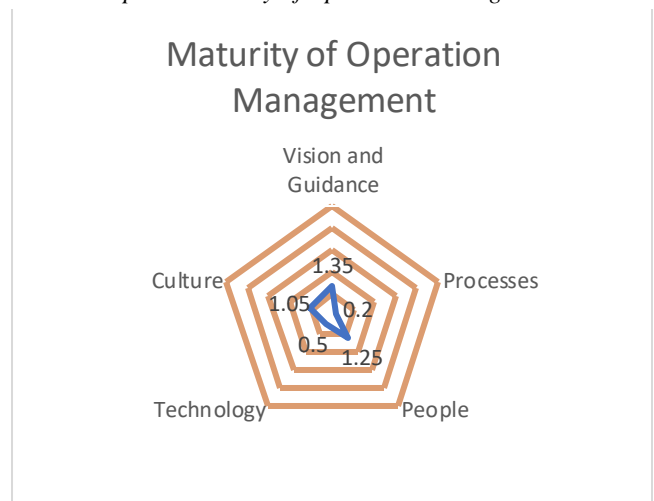 Maturity of Operation
Management
Vision and
Guidance
1.35
Culture
Processes
1.05
0.2
0.5
1.25
Technology
People